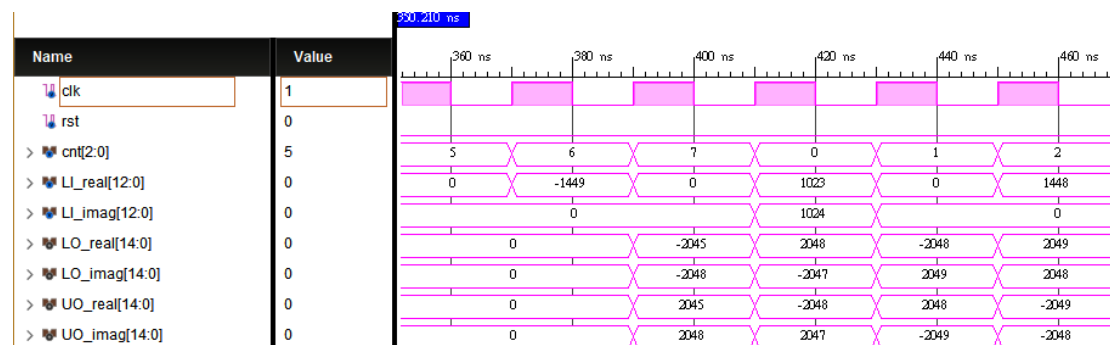 350.210 ns
Name Value
360 ns 380 ns 400 ns 420 ns 440 ns 460 ns
clk 1
rst 0
> cnt[2:0] 5 5 6 7 0 1 2
> LI_real[12:0] 0 0 -1449 0 1023 0 1448
> LI_imag[12:0] 0 0 1024 0
> LO_real[14:0] 0 0 -2045 2048 -2048 2049
> LO_imag[14:0] 0 0 -2048 -2047 2049 2048
> UO_real[14:0] 0 0 2045 -2048 2048 -2049
> UO_imag[14:0] 0 0 2048 2047 -2049 -2048